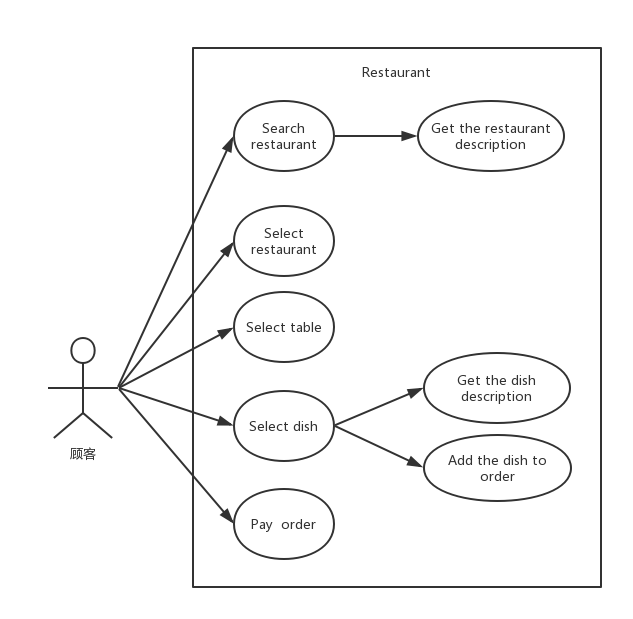 Restaurant
Search
restaurant
Get the restaurant
description
Select
restaurant
Select table
Get the dish
description
Select dish
Add the dish to
order
顾客
Pay  order